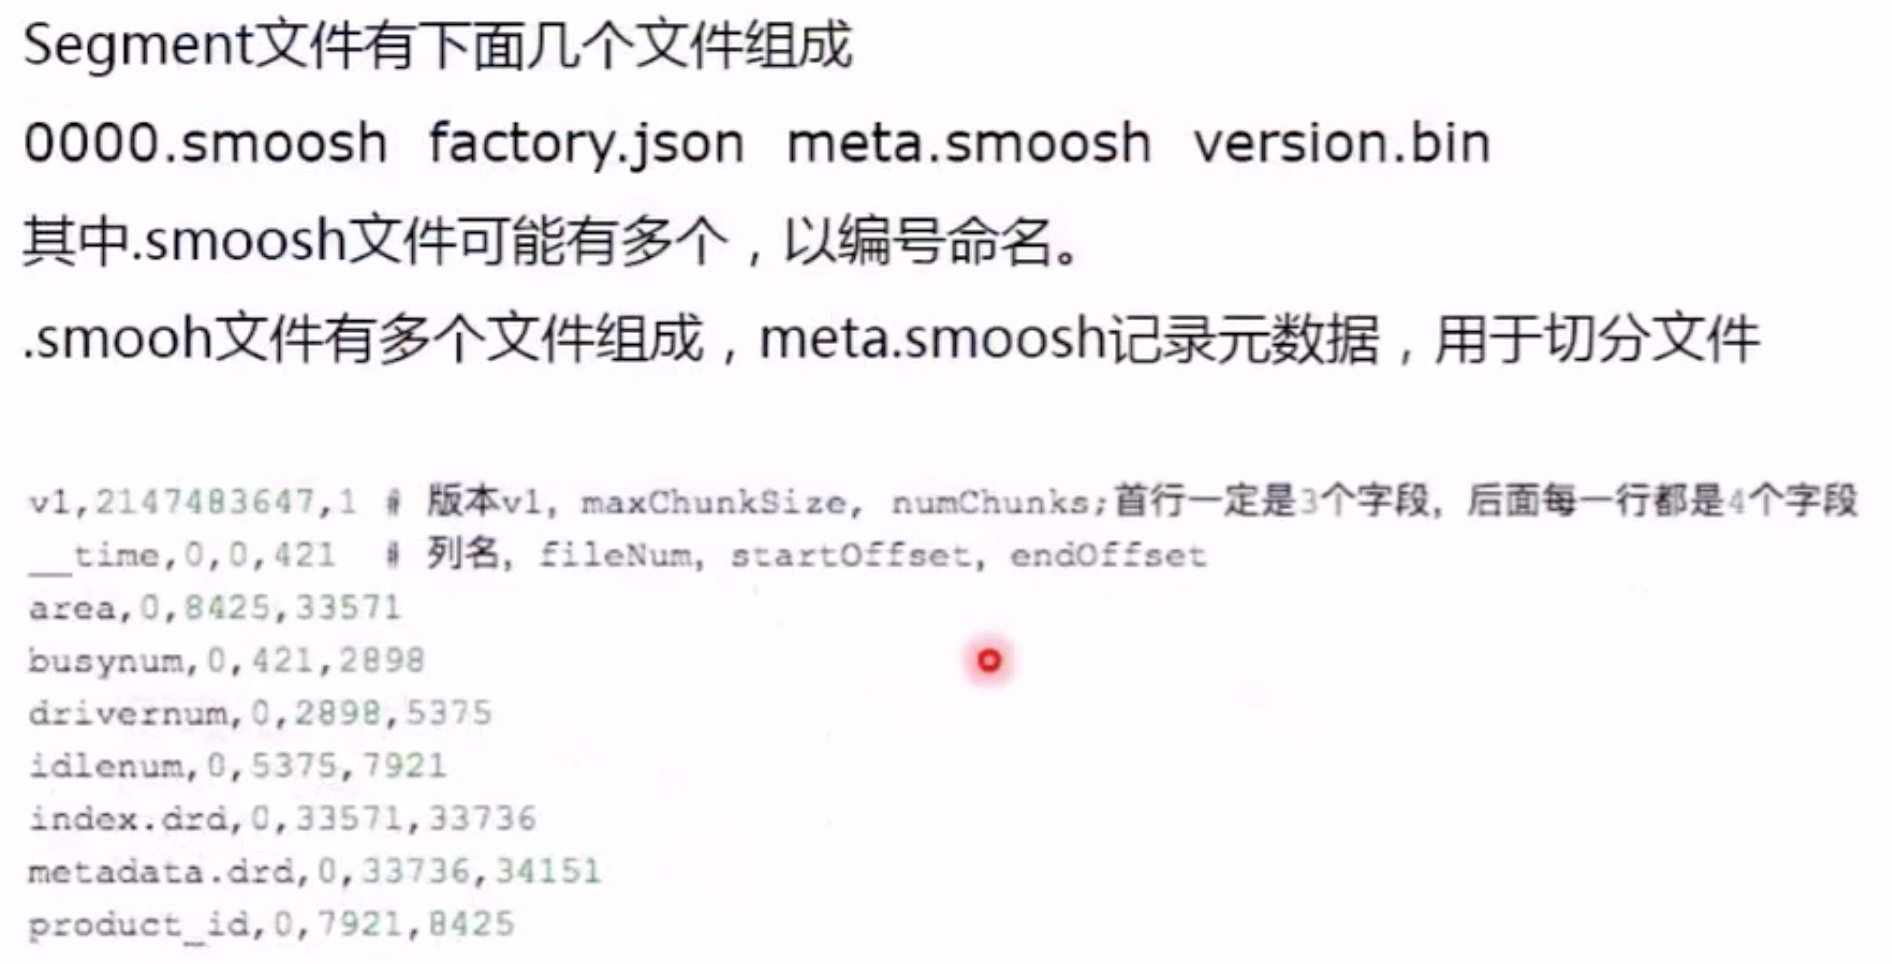 Segment文件有下面几个文件组成
0000.smoosh factory.json meta.smoosh version.bin
其中.smoosh文件可能有多个，以编号命名。
.smooh文件有多个文件组成，meta.smoosh记录元数据，用于切分文件
v1,2147483647,1 # 版本v1, maxChunkSize, numChunks;首行一定是3个字段, 后面每一行都是4个字段
__time,0,0,421 # 列名, fileNum, startOffset, endOffset
area,0,8425,33571
busynum,0,421,2898
drivernum,0,2898,5375
idlenum,0,5375,7921
index.drd,0,33571,33736
metadata.drd,0,33736,34151
product_id,0,7921,8425